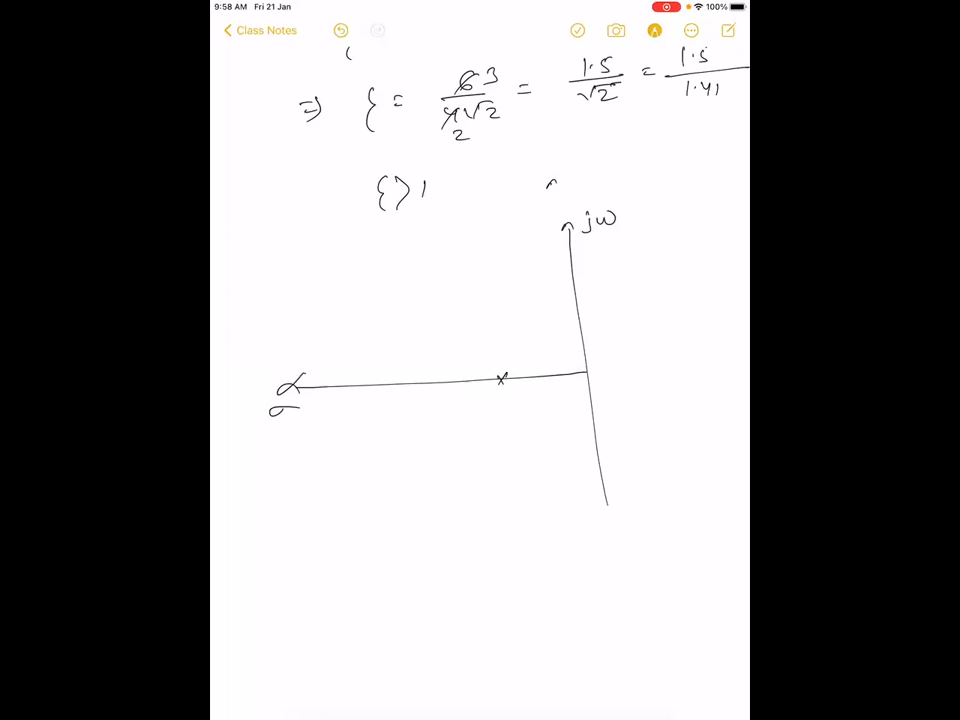 9:58 AM Fri 21 Jan 100%
Class Notes
=> ξ = 6 3 / 4√2 2 = 1.5 / √2 = 1.5 / 1.41
ξ > 1
jω
σ